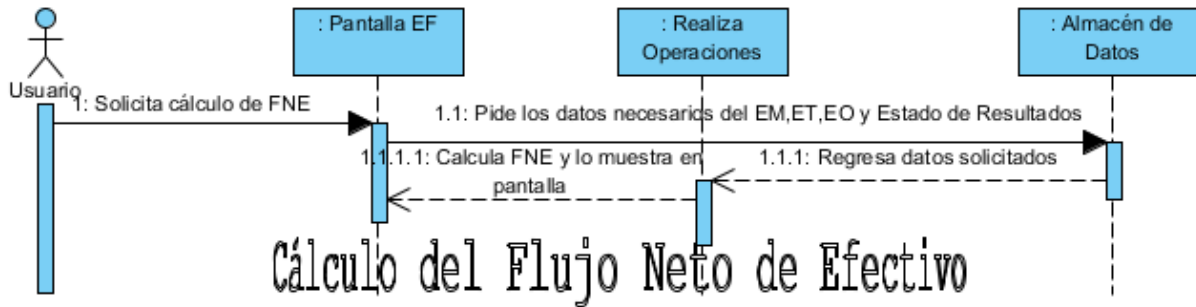 : Pantalla EF
: Realiza
Operaciones
: Almacén de
Datos
Usuario
1: Solicita cálculo de FNE
1.1: Pide los datos necesarios del EM,ET,EO y Estado de Resultados
1.1.1.1: Calcula FNE y lo muestra en
pantalla
1.1.1: Regresa datos solicitados
Cálculo del Flujo Neto de Efectivo